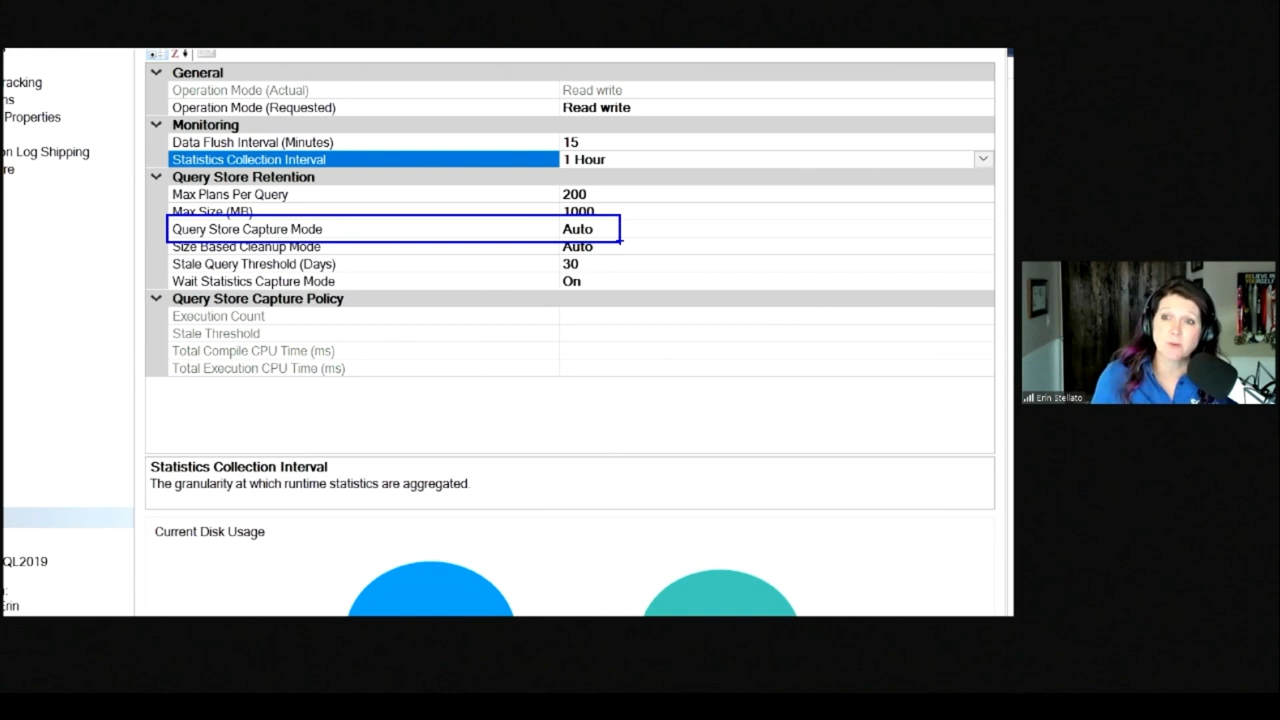 racking
ns
Properties
on Log Shipping
re
QL2019
n:
Erin
General
Operation Mode (Actual) Read write
Operation Mode (Requested) Read write
Monitoring
Data Flush Interval (Minutes) 15
Statistics Collection Interval 1 Hour
Query Store Retention
Max Plans Per Query 200
Max Size (MB) 1000
Query Store Capture Mode Auto
Size Based Cleanup Mode Auto
Stale Query Threshold (Days) 30
Wait Statistics Capture Mode On
Query Store Capture Policy
Execution Count
Stale Threshold
Total Compile CPU Time (ms)
Total Execution CPU Time (ms)
Statistics Collection Interval
The granularity at which runtime statistics are aggregated.
Current Disk Usage
BELIEVE IN
YOURSELF
Erin Stellato